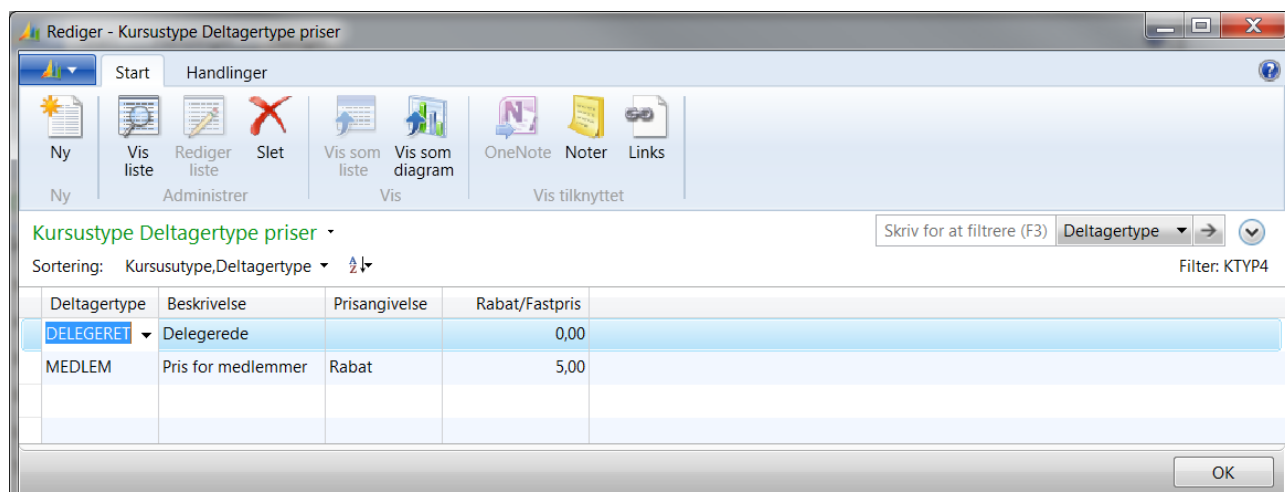 Rediger - Kursustype Deltagertype priser
Start Handlinger
Ny Vis liste Rediger liste Slet Vis som liste Vis som diagram OneNote Noter Links
Ny Administrer Vis Vis tilknyttet
Kursustype Deltagertype priser Skriv for at filtrere (F3) Deltagertype
Sortering: Kursusutype,Deltagertype Filter: KTYP4
Deltagertype Beskrivelse Prisangivelse Rabat/Fastpris
DELEGERET Delegerede 0,00
MEDLEM Pris for medlemmer Rabat 5,00
OK